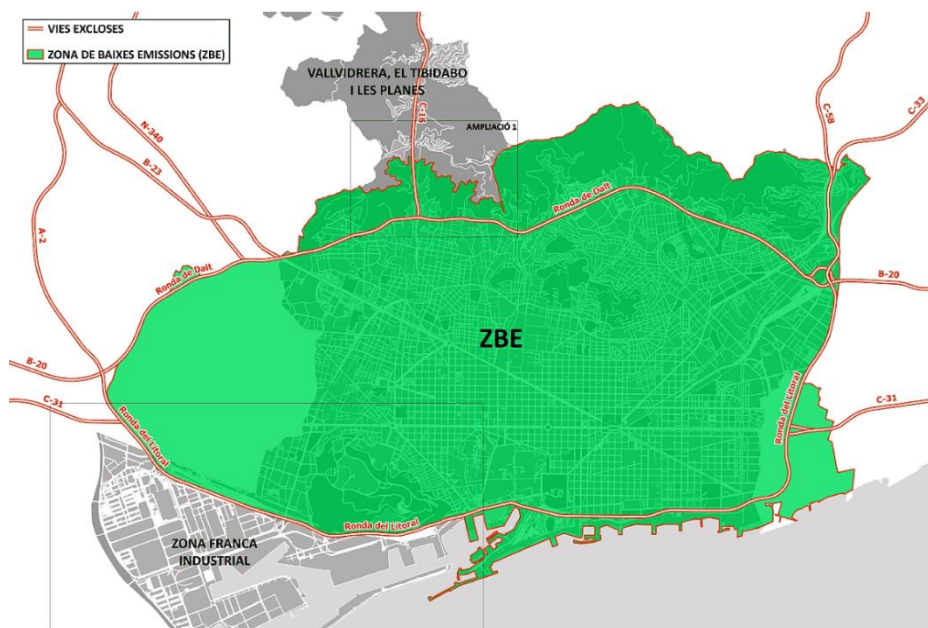 VIES EXCLOSES
ZONA DE BAIXES EMISSIONS (ZBE)
VALLVIDRERA, EL TIBIDABO
I LES PLANES
C-16
AMPLIACIÓ 1
C-58
C-33
N-340
B-23
A-2
Ronda de Dalt
Ronda de Dalt
B-20
ZBE
B-20
C-31
Ronda del Litoral
Ronda del Litoral
C-31
Ronda del Litoral
ZONA FRANCA
INDUSTRIAL